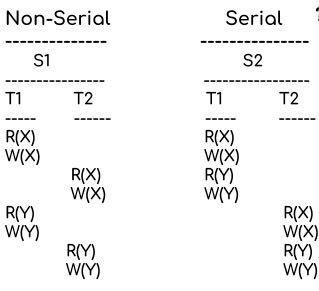 Non-Serial Serial
-------------- ---------------
S1 S2
----------------- ------------------
T1 T2 T1 T2
----- ------ ----- ------
R(X) R(X)
W(X) W(X)
R(X) R(Y)
W(X) W(Y)
R(Y) R(X)
W(Y) W(X)
R(Y) R(Y)
W(Y) W(Y)